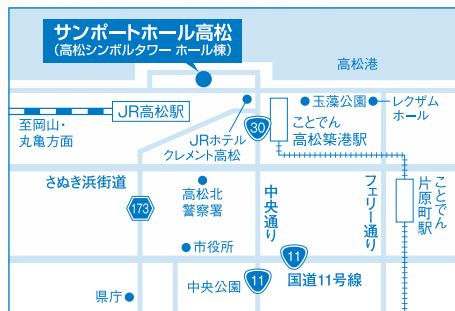 サンポートホール高松
(高松シンボルタワー ホール棟)
高松港
JR高松駅
至岡山・
丸亀方面
JRホテル
クレメント高松
30
ことでん
高松築港駅
玉藻公園
レクザム
ホール
さぬき浜街道
高松北
警察署
173
中央通り
フェリー通り
ことでん
片原町駅
市役所
11
国道11号線
中央公園
11
県庁